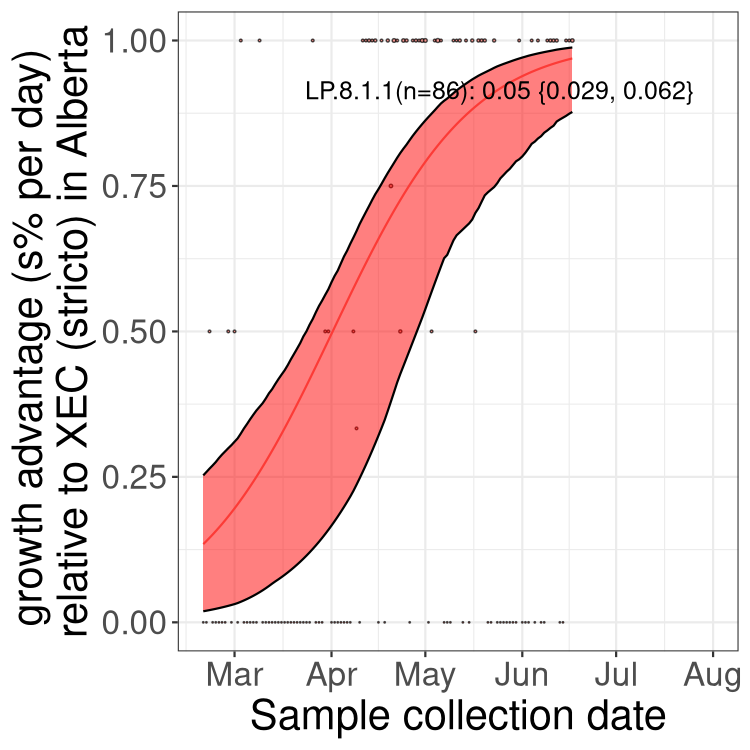 growth advantage (s% per day)
relative to XEC (stricto) in Alberta
1.00
0.75
0.50
0.25
0.00
LP.8.1.1(n=86): 0.05 {0.029, 0.062}
Mar Apr May Jun Jul Aug
Sample collection date